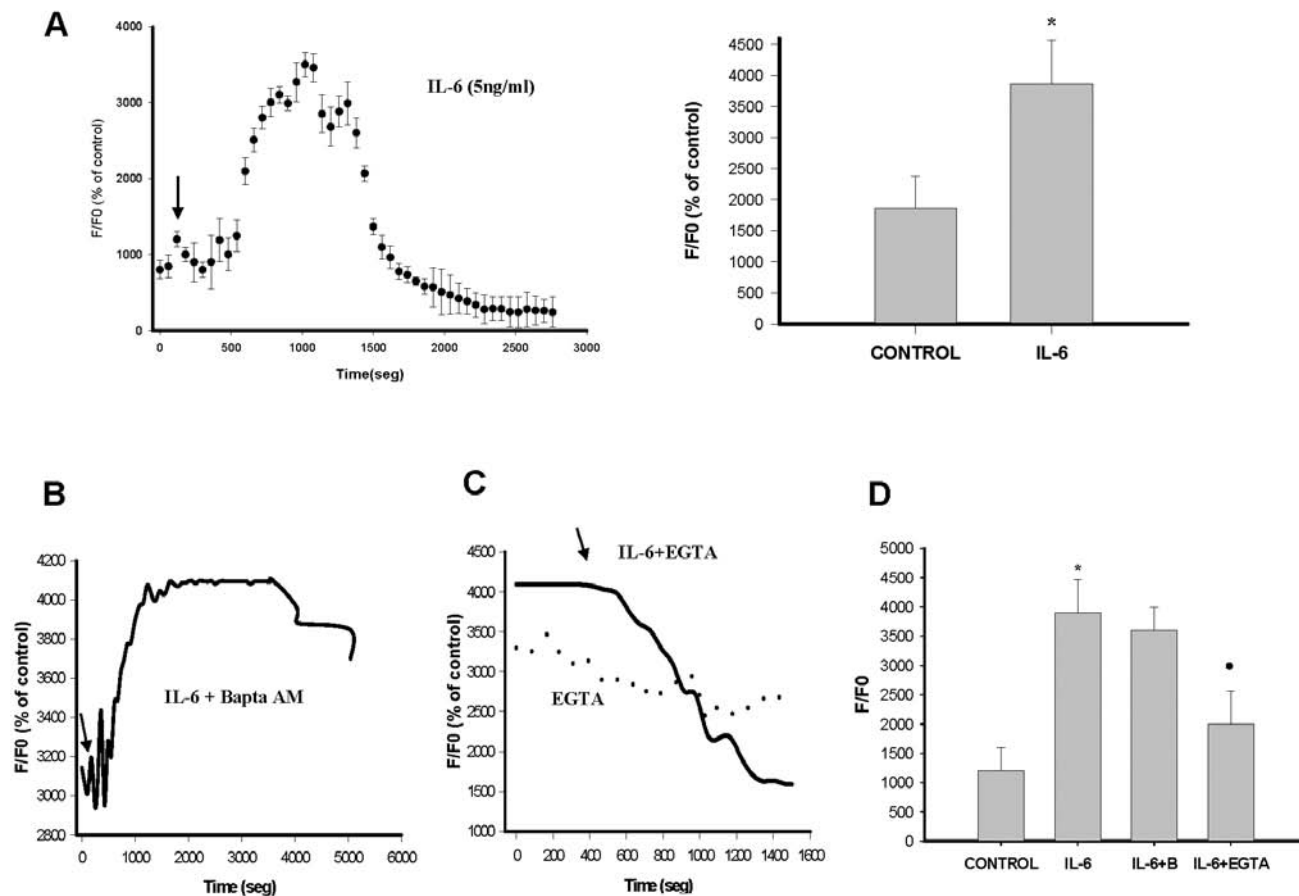 A
4000
3000
2000
1000
0
F/F0 (% of control)
IL-6 (5ng/ml)
0 500 1000 1500 2000 2500 3000
Time(seg)
*
4500
4000
3500
3000
2500
2000
1500
1000
500
0
F/F0 (% of control)
CONTROL IL-6
B
4200
4000
3800
3600
3400
3200
3000
2800
F/F0 (% of control)
IL-6 + Bapta AM
0 1000 2000 3000 4000 5000 6000
Time (seg)
C
4500
4000
3500
3000
2500
2000
1500
1000
F/F0 (% of control)
IL-6+EGTA
EGTA
0 200 400 600 800 1000 1200 1400 1600
Time (seg)
D
5000
4500
4000
3500
3000
2500
2000
1500
1000
500
0
F/F0
*
CONTROL IL-6 IL-6+B IL-6+EGTA